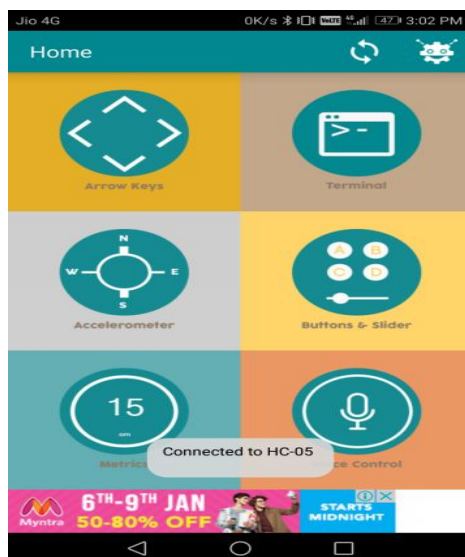 Jio 4G 0K/s VoLTE 4G 47 3:02 PM
Home
Arrow Keys
>- Terminal
N
W E
S
Accelerometer
A B
C D
Buttons & Slider
15
cm
Metrics
Connected to HC-05
ce Control
Myntra
6TH-9TH JAN
50-80% OFF
STARTS
MIDNIGHT